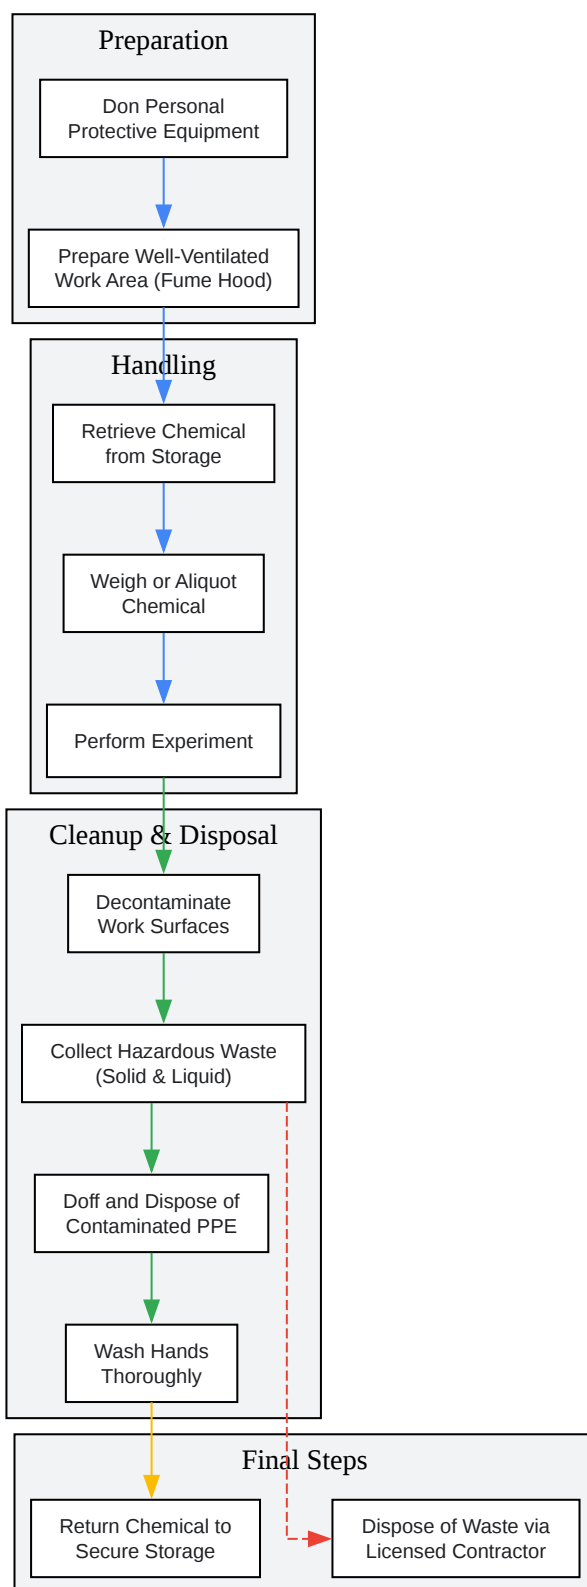 Preparation
Don Personal
Protective Equipment
Prepare Well-Ventilated
Work Area (Fume Hood)
Handling
Retrieve Chemical
from Storage
Weigh or Aliquot
Chemical
Perform Experiment
Cleanup & Disposal
Decontaminate
Work Surfaces
Collect Hazardous Waste
(Solid & Liquid)
Doff and Dispose of
Contaminated PPE
Wash Hands
Thoroughly
Final Steps
Return Chemical to
Secure Storage
Dispose of Waste via
Licensed Contractor